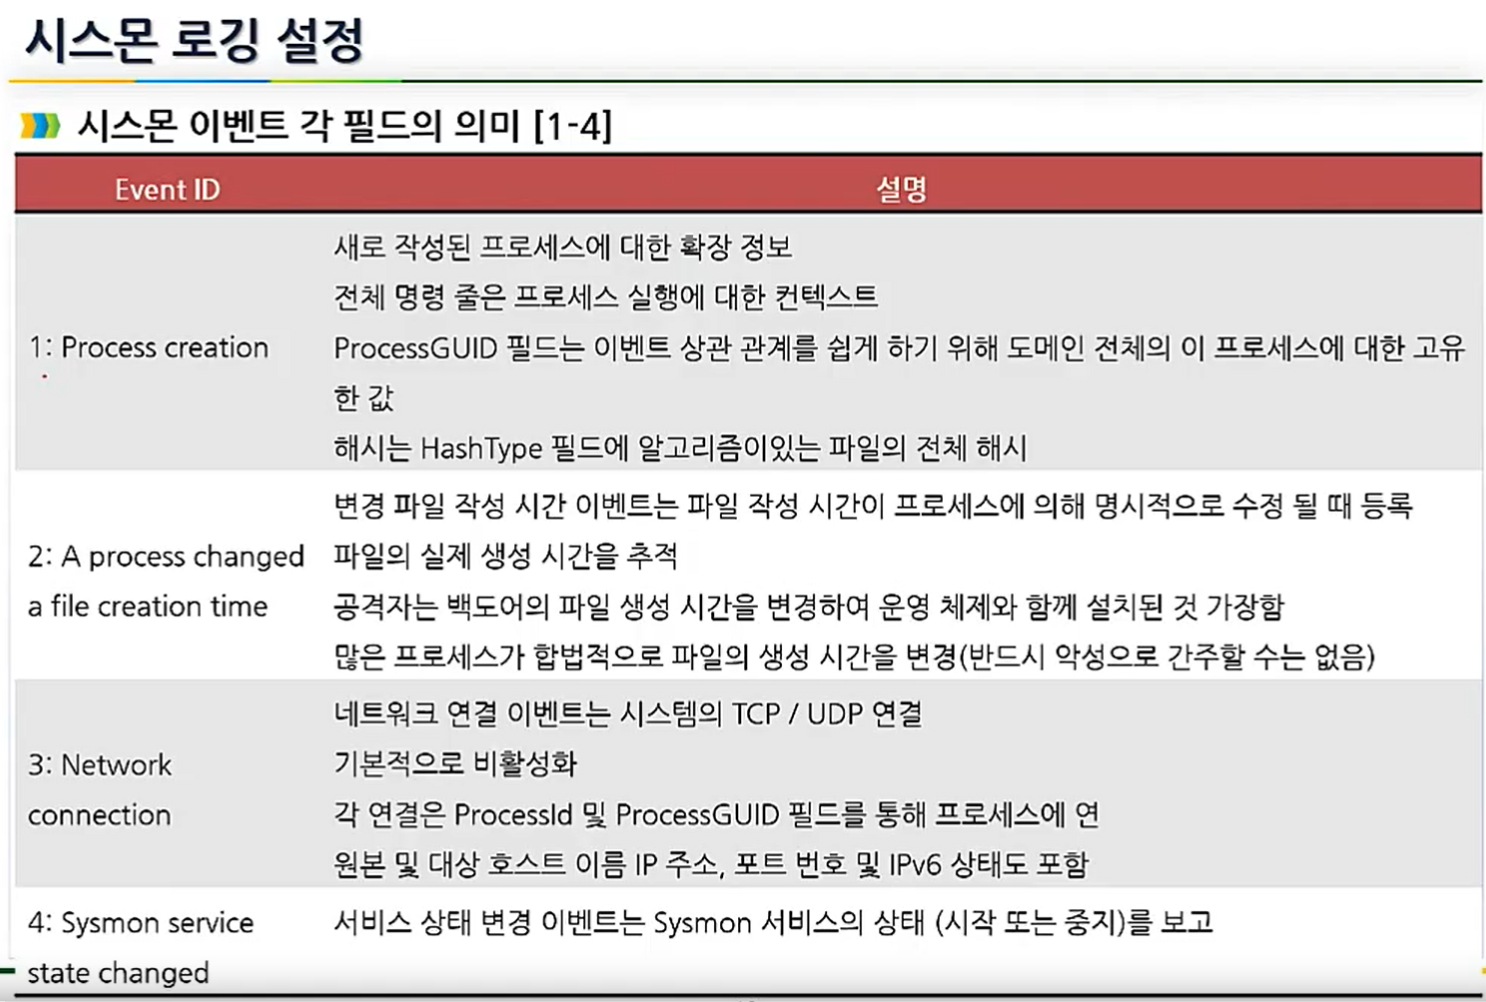 시스몬 로깅 설정
시스몬 이벤트 각 필드의 의미 [1-4]
Event ID
설명
1: Process creation
새로 작성된 프로세스에 대한 확장 정보
전체 명령 줄은 프로세스 실행에 대한 컨텍스트
ProcessGUID 필드는 이벤트 상관 관계를 쉽게 하기 위해 도메인 전체의 이 프로세스에 대한 고유
한 값
해시는 HashType 필드에 알고리즘이있는 파일의 전체 해시
2: A process changed
a file creation time
변경 파일 작성 시간 이벤트는 파일 작성 시간이 프로세스에 의해 명시적으로 수정 될 때 등록
파일의 실제 생성 시간을 추적
공격자는 백도어의 파일 생성 시간을 변경하여 운영 체제와 함께 설치된 것 가장함
많은 프로세스가 합법적으로 파일의 생성 시간을 변경(반드시 악성으로 간주할 수는 없음)
3: Network
connection
네트워크 연결 이벤트는 시스템의 TCP / UDP 연결
기본적으로 비활성화
각 연결은 ProcessId 및 ProcessGUID 필드를 통해 프로세스에 연
원본 및 대상 호스트 이름 IP 주소, 포트 번호 및 IPv6 상태도 포함
4: Sysmon service
state changed
서비스 상태 변경 이벤트는 Sysmon 서비스의 상태 (시작 또는 중지)를 보고